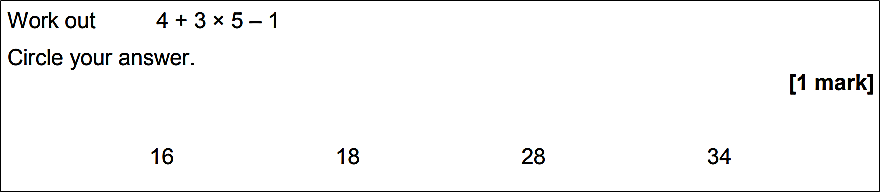 Work out 4 + 3 × 5 – 1
Circle your answer.
[1 mark]
16 18 28 34